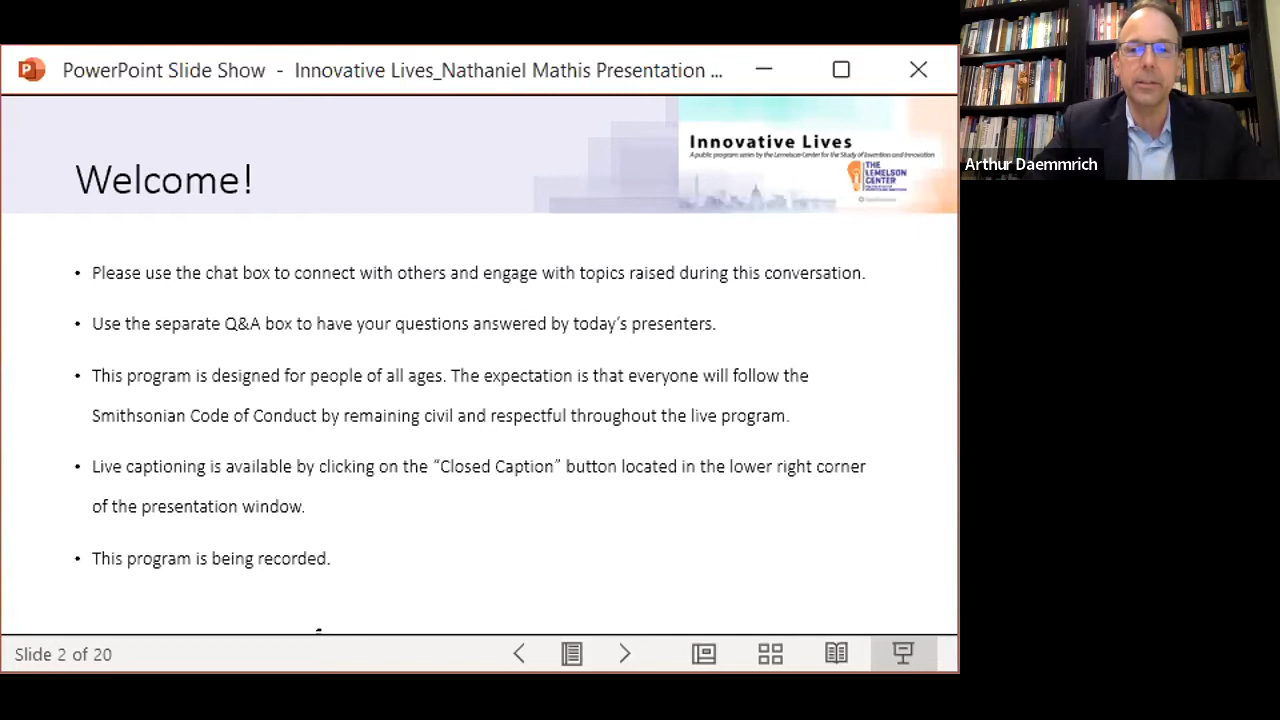 PowerPoint Slide Show - Innovative Lives_Nathaniel Mathis Presentation ...
Arthur Daemmrich
Innovative Lives
A public program series by the Lemelson Center for the Study of Invention and Innovation
THE
LEMELSON
CENTER
Welcome!
• Please use the chat box to connect with others and engage with topics raised during this conversation.
• Use the separate Q&A box to have your questions answered by today's presenters.
• This program is designed for people of all ages. The expectation is that everyone will follow the
Smithsonian Code of Conduct by remaining civil and respectful throughout the live program.
• Live captioning is available by clicking on the “Closed Caption” button located in the lower right corner
of the presentation window.
• This program is being recorded.
Slide 2 of 20